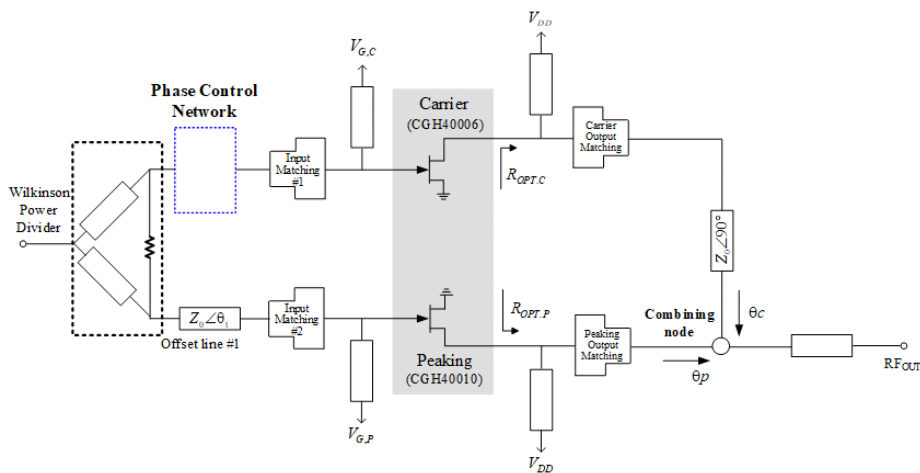 V_DD
V_G,C
Phase Control
Network
Carrier
(CGH40006)
Carrier
Output
Matching
Input
Matching
#1
R_OPT.C
Wilkinson
Power
Divider
Z_0∠90°
Z_0∠θ_1
Offset line #1
Input
Matching
#2
R_OPT.P
Combining
node
θc
Peaking
Output
Matching
θp
RF_OUT
Peaking
(CGH40010)
V_G,P
V_DD